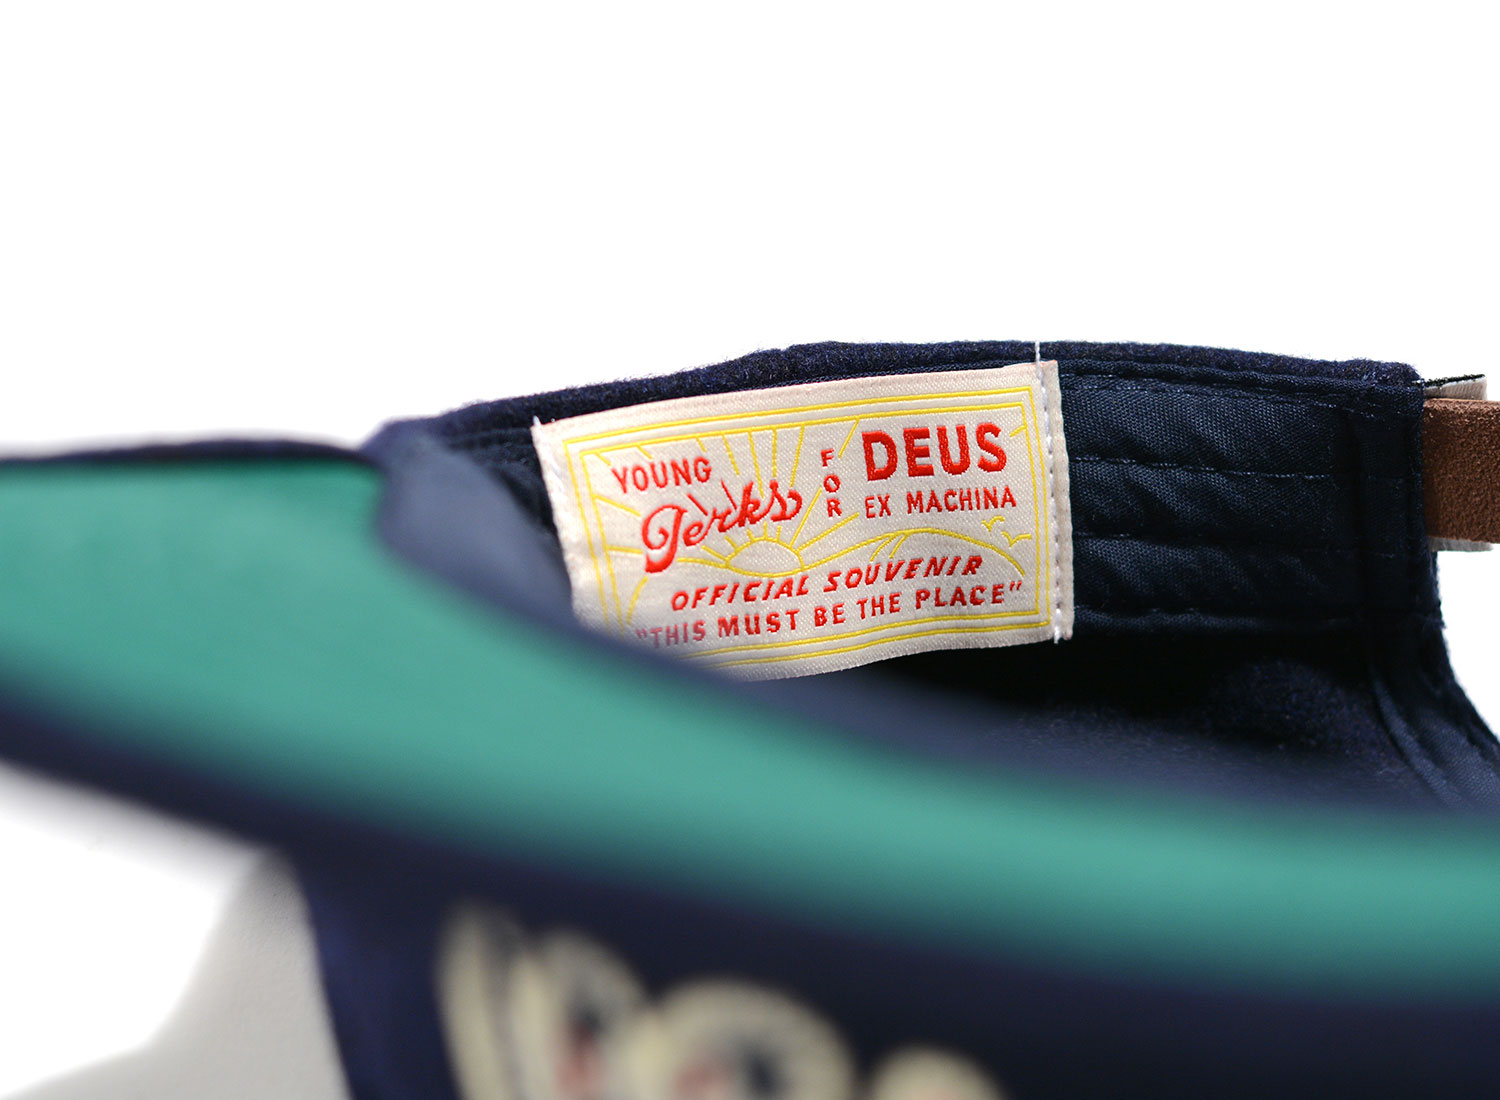 YOUNG
Jerks
FOR
DEUS
EX MACHINA
OFFICIAL SOUVENIR
"THIS MUST BE THE PLACE"